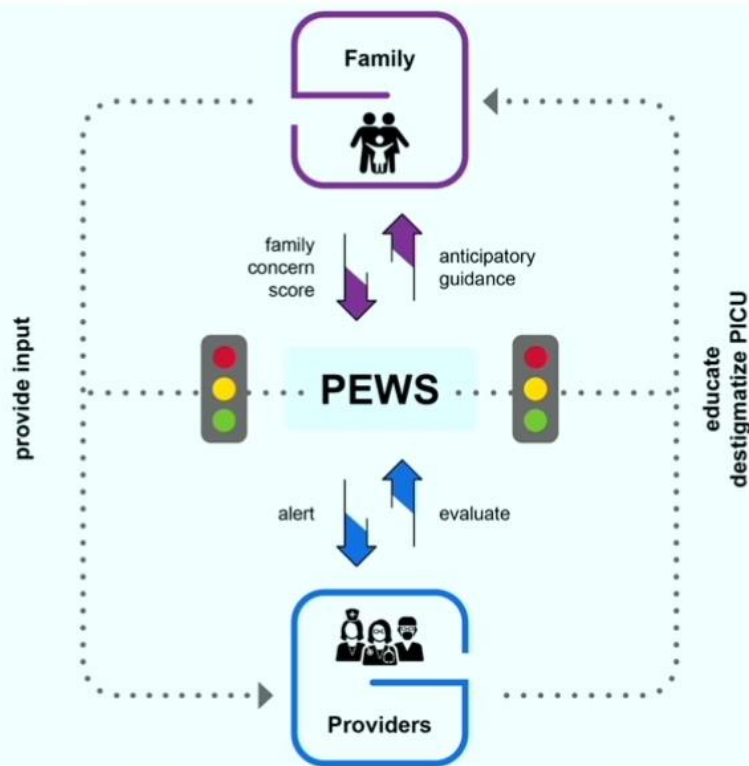 Family
family
concern
score
anticipatory
guidance
provide input
PEWS
educate
destigmatize PICU
alert
evaluate
Providers